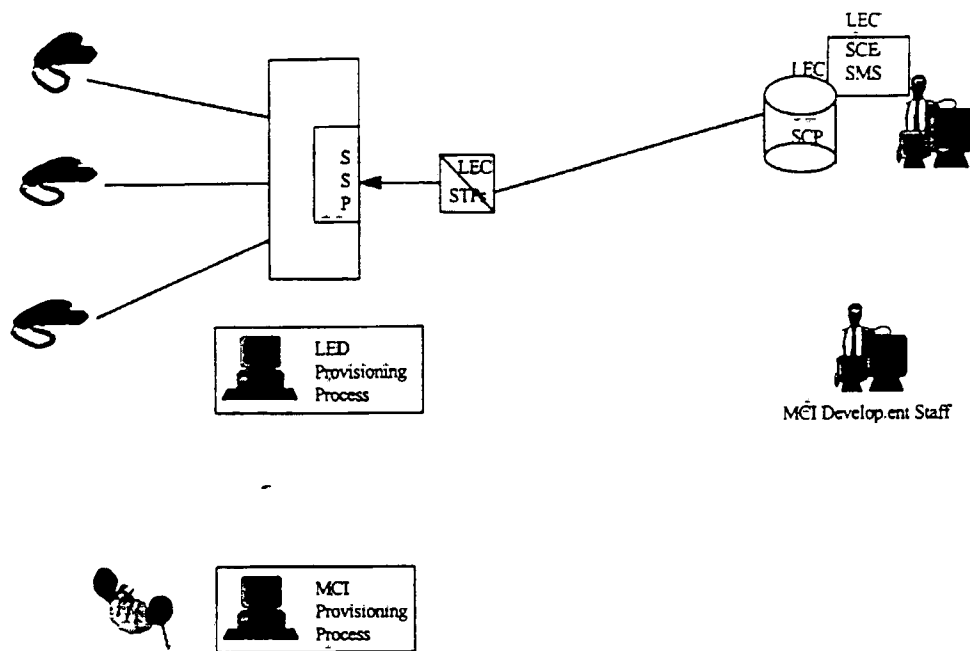 LEC
SCE
SMS
LEC
SCP
S
S
P
LEC
STPs
LED
Provisioning
Process
MCI Develop.ent Staff
MCI
Provisioning
Process